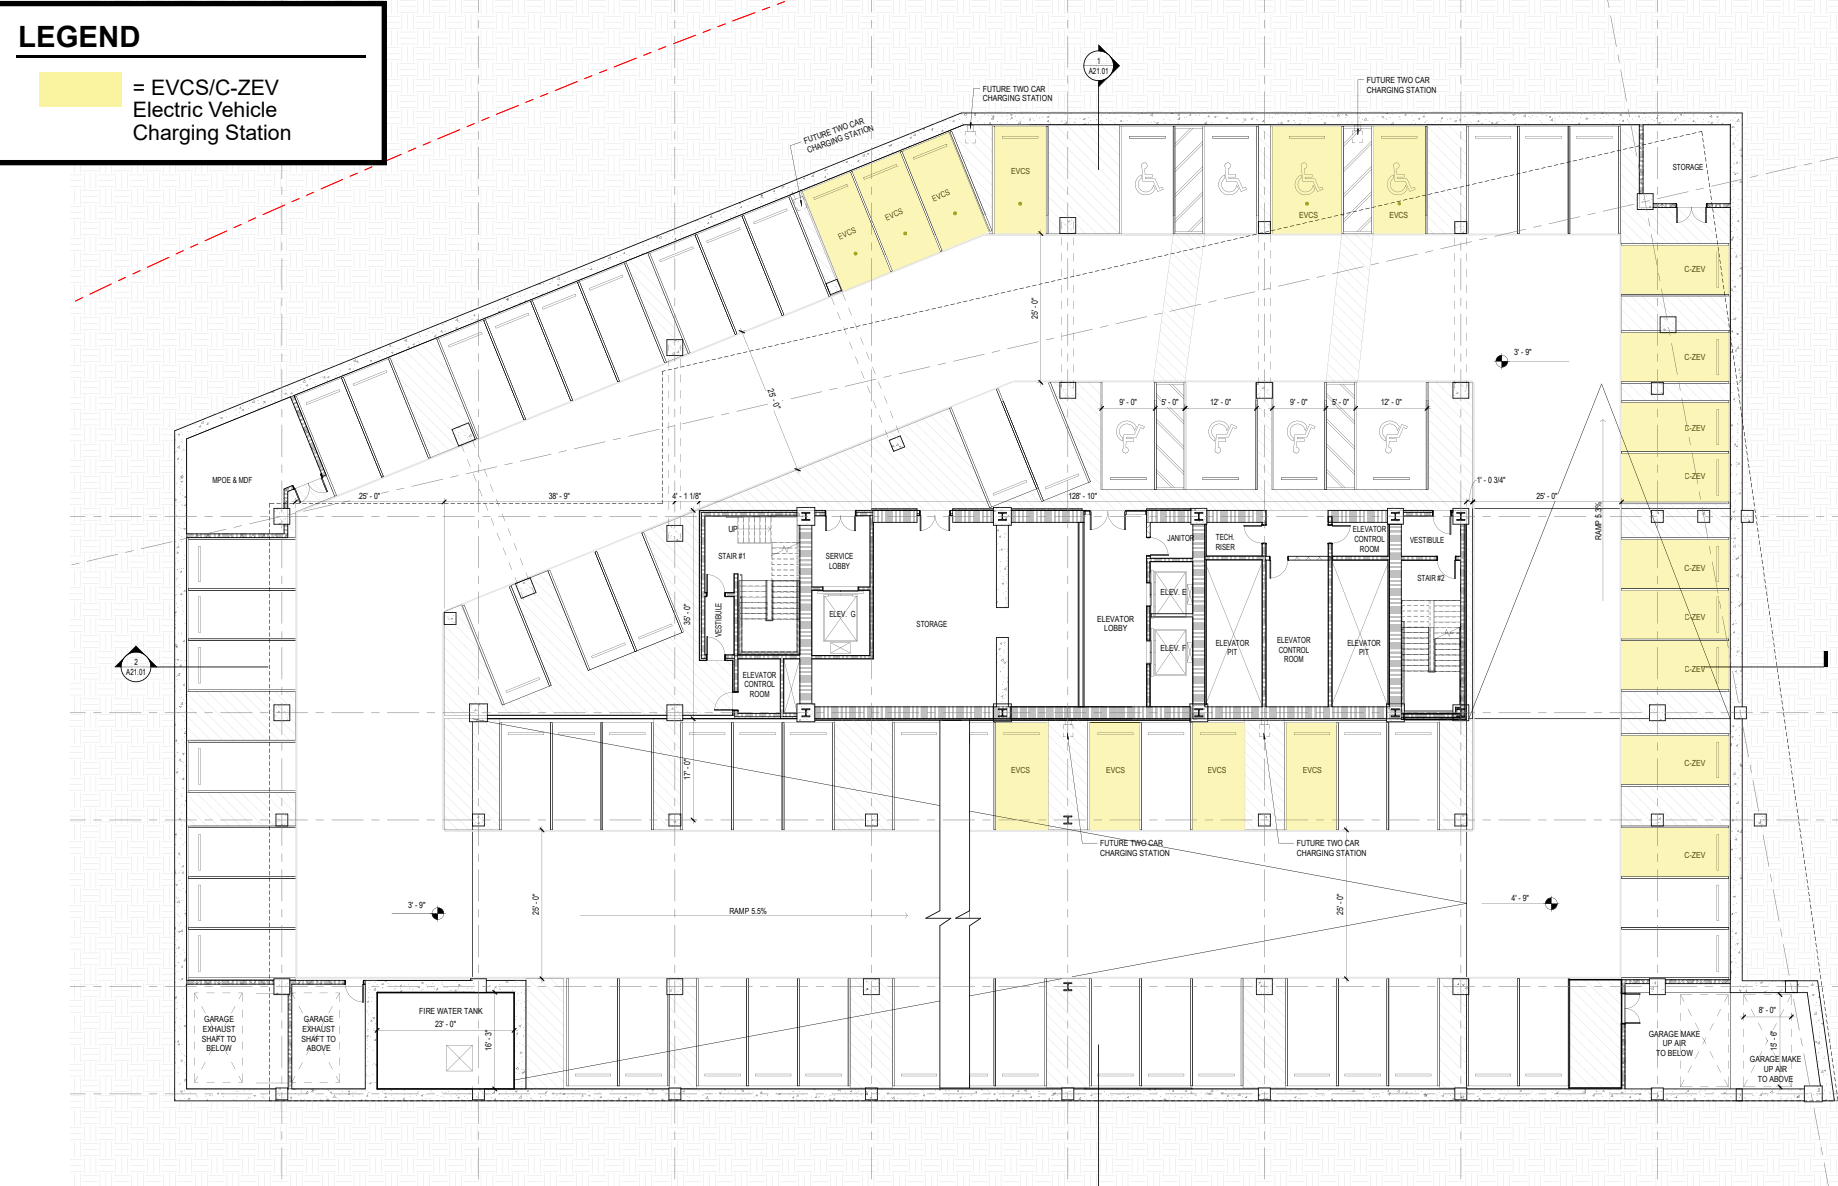 LEGEND
= EVCS/C-ZEV
Electric Vehicle
Charging Station
1
A21.01
FUTURE TWO CAR
CHARGING STATION
FUTURE TWO CAR
CHARGING STATION
FUTURE TWO CAR
CHARGING STATION
EVCS
EVCS
EVCS
EVCS
EVCS
EVCS
STORAGE
C-ZEV
25' - 0"
3' - 9"
C-ZEV
25' - 0"
9' - 0"
5' - 0"
12' - 0"
9' - 0"
5' - 0"
12' - 0"
C-ZEV
C-ZEV
MPOE & MDF
25' - 0"
38' - 9"
4' - 1 1/8"
128' - 10"
1' - 0 3/4"
25' - 0"
RAMP 5.3%
UP
STAIR #1
SERVICE
LOBBY
JANITOR
TECH.
RISER
ELEVATOR
CONTROL
ROOM
VESTIBULE
STAIR #2
C-ZEV
ELEV. E
35' - 0"
VESTIBULE
ELEV. G
STORAGE
ELEVATOR
LOBBY
C-ZEV
ELEV. F
ELEVATOR
PIT
ELEVATOR
CONTROL
ROOM
ELEVATOR
PIT
2
A21.01
C-ZEV
ELEVATOR
CONTROL
ROOM
17' - 0"
EVCS
EVCS
EVCS
EVCS
C-ZEV
FUTURE TWO CAR
CHARGING STATION
FUTURE TWO CAR
CHARGING STATION
C-ZEV
3' - 9"
25' - 0"
RAMP 5.5%
25' - 0"
4' - 9"
GARAGE
EXHAUST
SHAFT TO
BELOW
GARAGE
EXHAUST
SHAFT TO
ABOVE
FIRE WATER TANK
23' - 0"
16' - 3"
GARAGE MAKE
UP AIR
TO BELOW
8' - 0"
15' - 6"
GARAGE MAKE
UP AIR
TO ABOVE